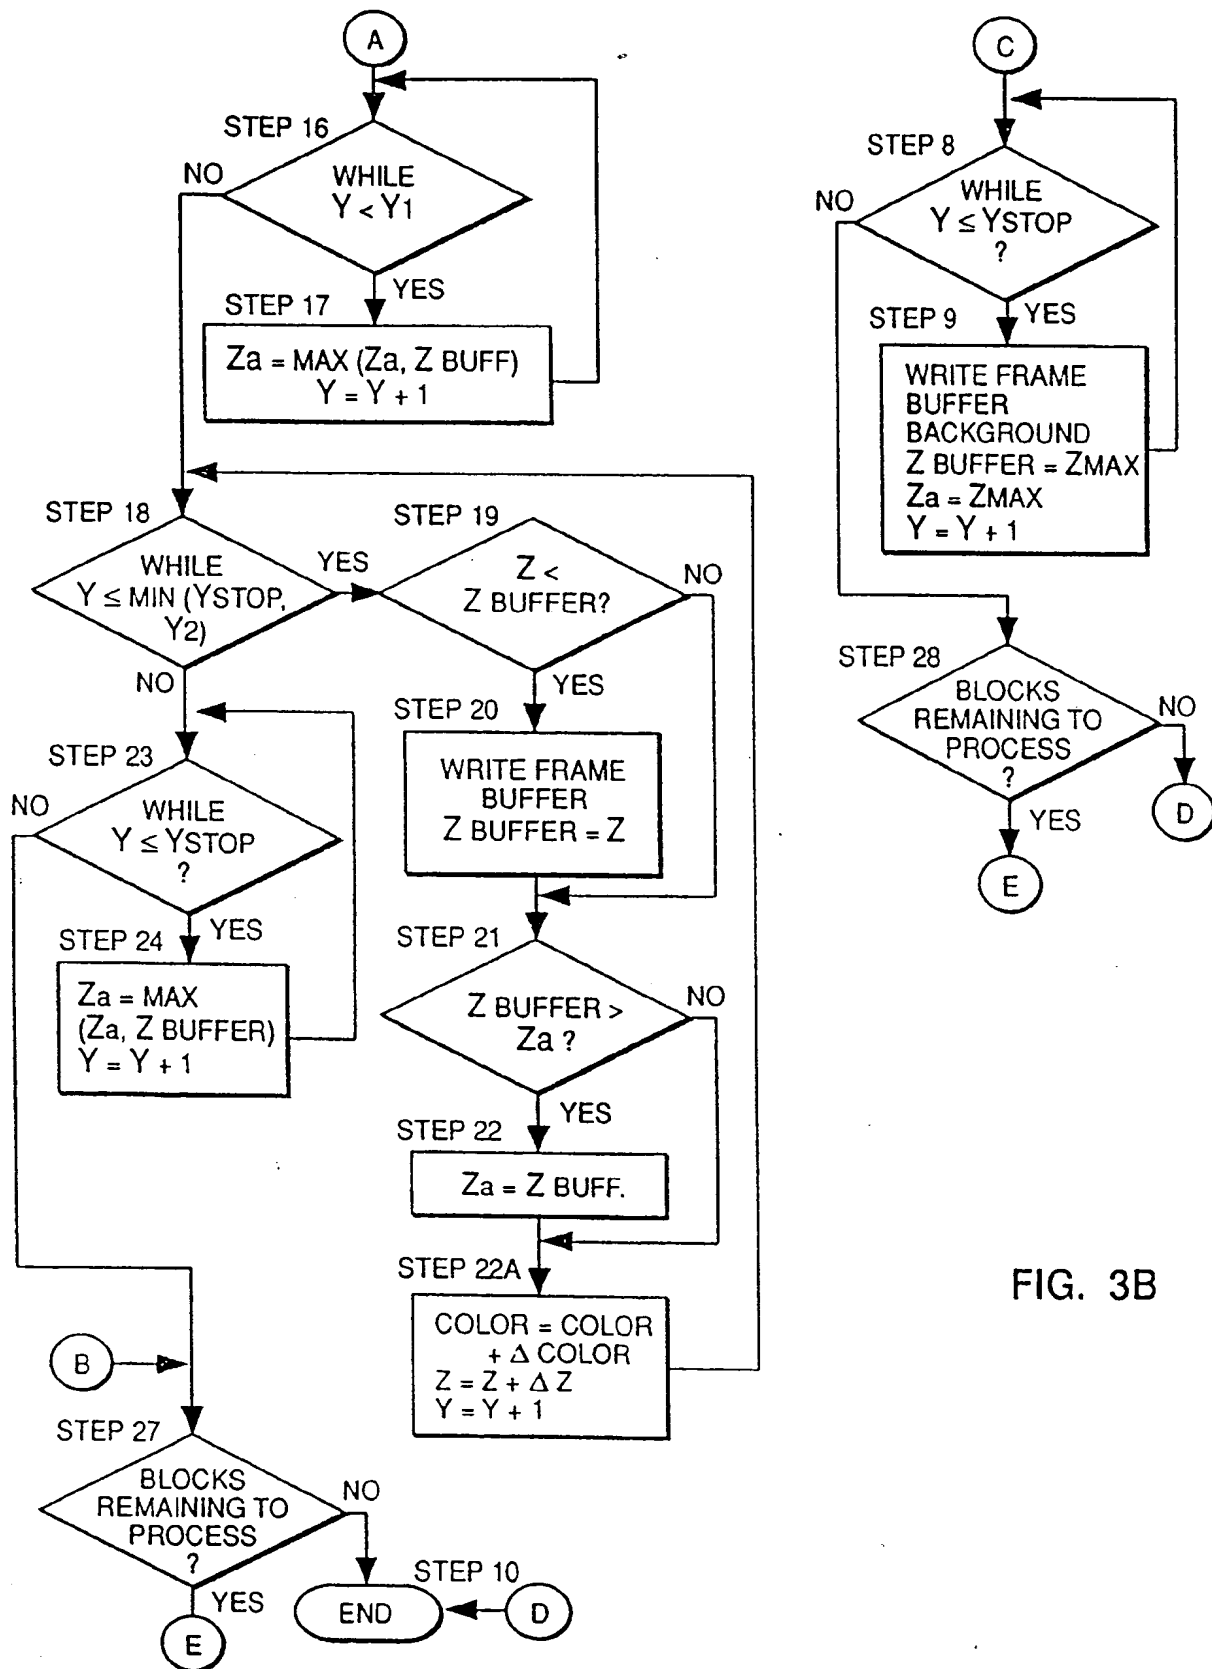 A
STEP 16
NO
WHILE
Y < Y1
YES
STEP 17
Za = MAX (Za, Z BUFF)
Y = Y + 1
STEP 18
WHILE
Y ≤ MIN (YSTOP,
Y2)
YES
NO
STEP 19
Z <
Z BUFFER?
NO
YES
STEP 20
WRITE FRAME
BUFFER
Z BUFFER = Z
STEP 23
NO
WHILE
Y ≤ YSTOP
?
YES
STEP 24
Za = MAX
(Za, Z BUFFER)
Y = Y + 1
STEP 21
Z BUFFER >
Za ?
NO
YES
STEP 22
Za = Z BUFF.
STEP 22A
COLOR = COLOR
+ Δ COLOR
Z = Z + Δ Z
Y = Y + 1
B
STEP 27
BLOCKS
REMAINING TO
PROCESS
?
NO
YES
E
STEP 10
END
D
C
STEP 8
NO
WHILE
Y ≤ YSTOP
?
YES
STEP 9
WRITE FRAME
BUFFER
BACKGROUND
Z BUFFER = ZMAX
Za = ZMAX
Y = Y + 1
STEP 28
BLOCKS
REMAINING TO
PROCESS
?
NO
YES
D
E
FIG. 3B